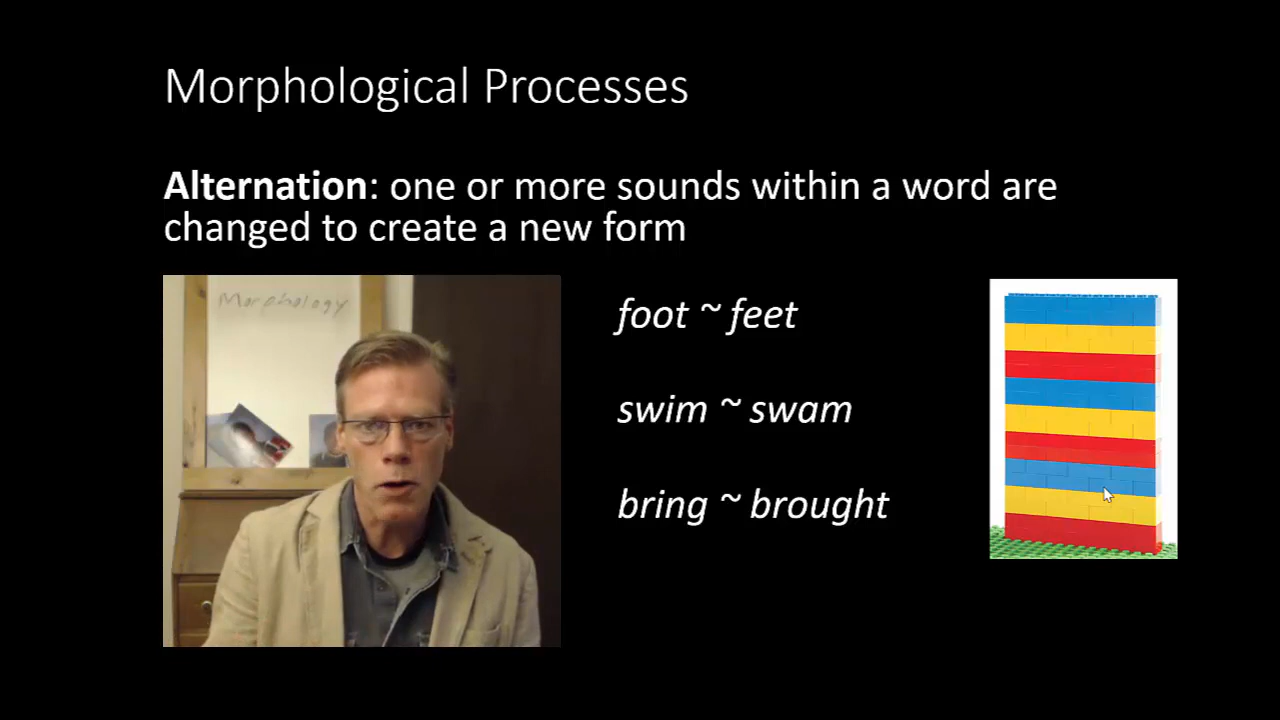 Morphological Processes
Alternation: one or more sounds within a word are
changed to create a new form
Morphology
foot ~ feet
swim ~ swam
bring ~ brought